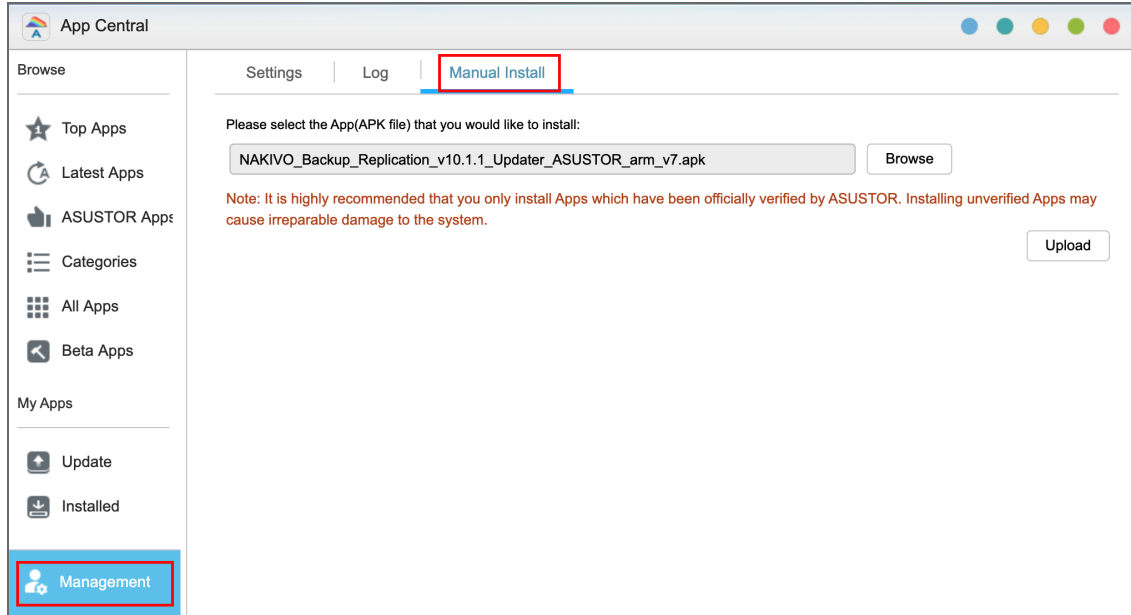 App Central
Browse
Top Apps
Latest Apps
ASUSTOR Apps
Categories
All Apps
Beta Apps
My Apps
Update
Installed
Management
Settings
Log
Manual Install
Please select the App(APK file) that you would like to install:
NAKIVO_Backup_Replication_v10.1.1_Updater_ASUSTOR_arm_v7.apk
Browse
Note: It is highly recommended that you only install Apps which have been officially verified by ASUSTOR. Installing unverified Apps may
cause irreparable damage to the system.
Upload